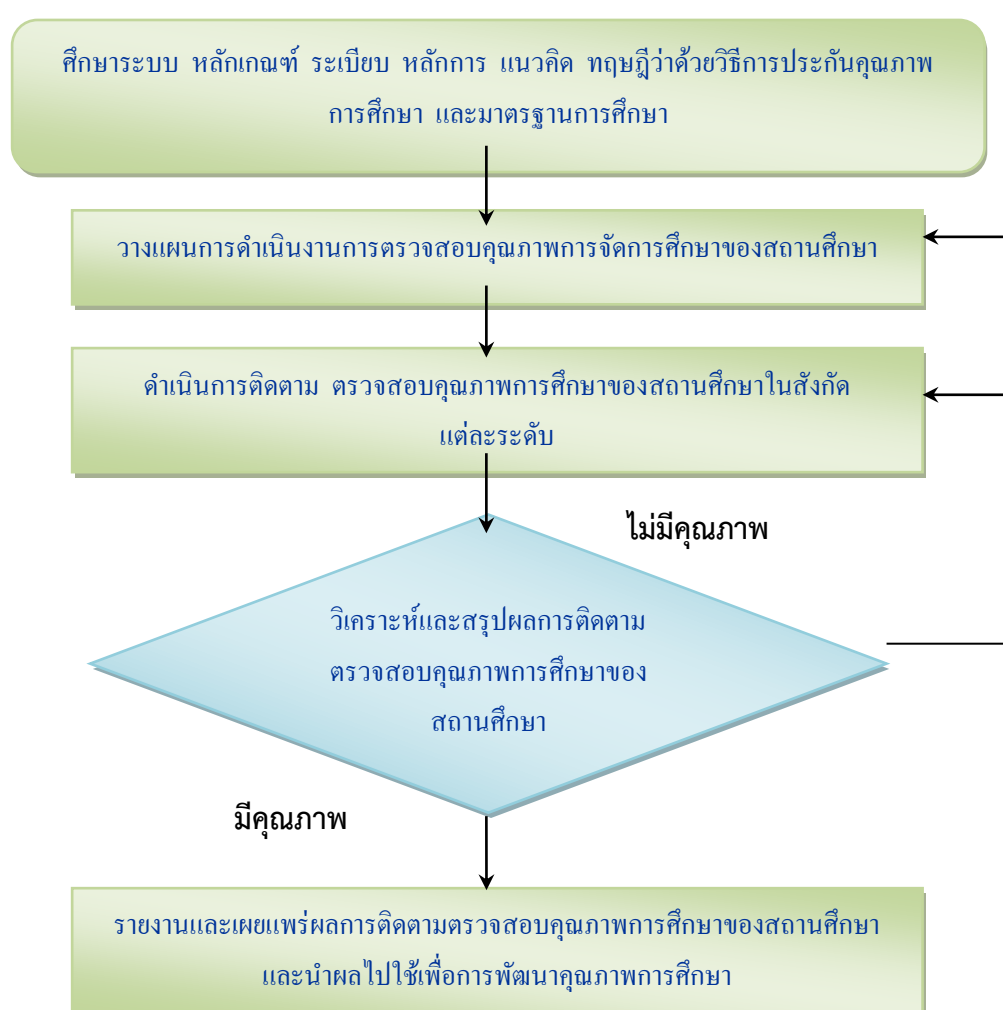 ศึกษาระบบ หลักเกณฑ์ ระเบียบ หลักการ แนวคิด ทฤษฎีว่าด้วยวิธีการประกันคุณภาพ
การศึกษา และมาตรฐานการศึกษา
วางแผนการดำเนินงานการตรวจสอบคุณภาพการจัดการศึกษาของสถานศึกษา
ดำเนินการติดตาม ตรวจสอบคุณภาพการศึกษาของสถานศึกษาในสังกัด
แต่ละระดับ
ไม่มีคุณภาพ
วิเคราะห์และสรุปผลการติดตาม
ตรวจสอบคุณภาพการศึกษาของ
สถานศึกษา
มีคุณภาพ
รายงานและเผยแพร่ผลการติดตามตรวจสอบคุณภาพการศึกษาของสถานศึกษา
และนำผลไปใช้เพื่อการพัฒนาคุณภาพการศึกษา